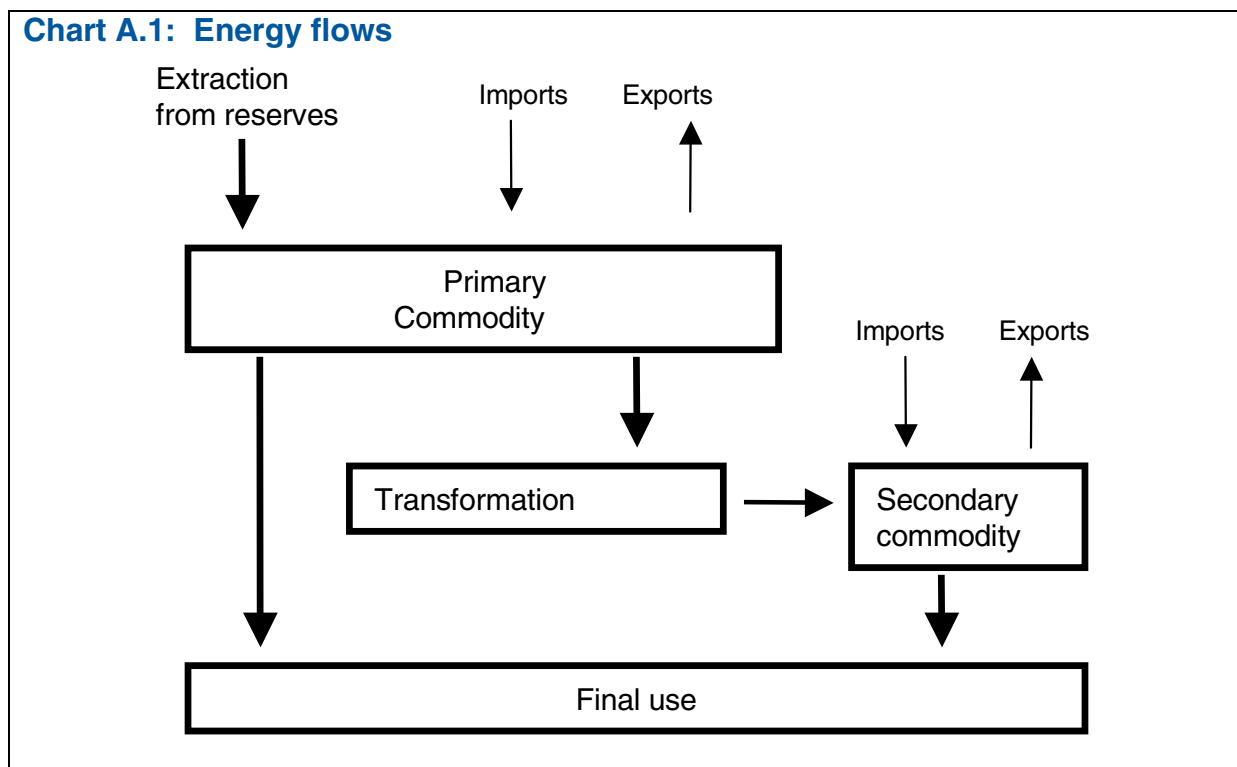 Chart A.1:  Energy flows
Extraction
from reserves
Imports
Exports
Primary
Commodity
Imports
Exports
Transformation
Secondary
commodity
Final use